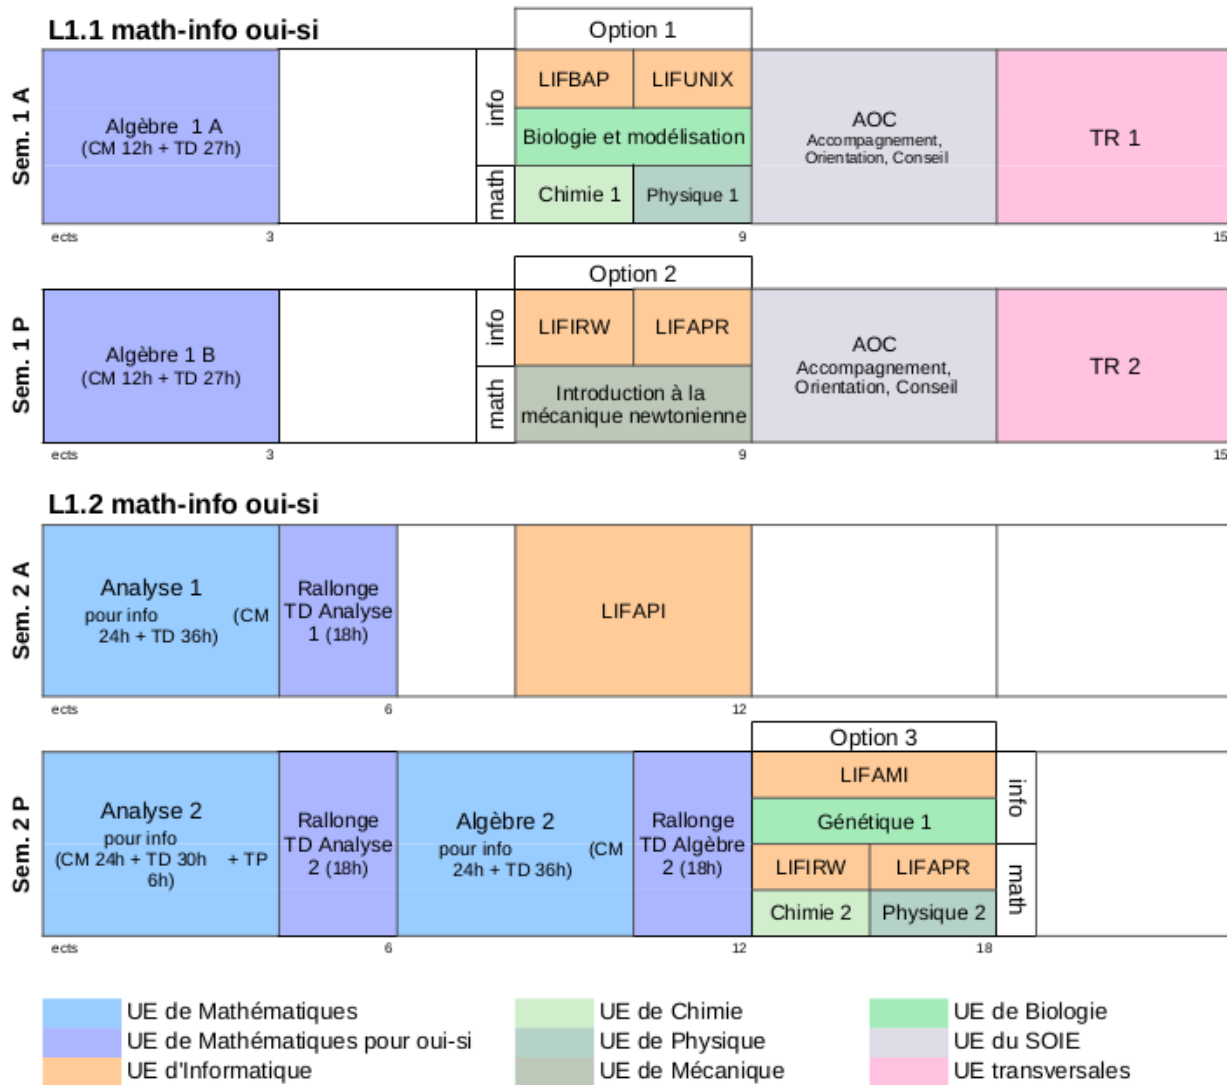 L1.1 math-info oui-si
Option 1
Sem. 1 A
Algèbre 1 A
(CM 12h + TD 27h)
info
LIFBAP
LIFUNIX
Biologie et modélisation
math
Chimie 1
Physique 1
AOC
Accompagnement,
Orientation, Conseil
TR 1
ects
3
9
15
Option 2
Sem. 1 P
Algèbre 1 B
(CM 12h + TD 27h)
info
LIFIRW
LIFAPR
math
Introduction à la
mécanique newtonienne
AOC
Accompagnement,
Orientation, Conseil
TR 2
ects
3
9
15
L1.2 math-info oui-si
Sem. 2 A
Analyse 1
pour info (CM
24h + TD 36h)
Rallonge
TD Analyse
1 (18h)
LIFAPI
ects
6
12
Option 3
Sem. 2 P
Analyse 2
pour info
(CM 24h + TD 30h + TP
6h)
Rallonge
TD Analyse
2 (18h)
Algèbre 2
pour info (CM
24h + TD 36h)
Rallonge
TD Algèbre
2 (18h)
LIFAMI
Génétique 1
info
LIFIRW
LIFAPR
Chimie 2
Physique 2
math
ects
6
12
18
UE de Mathématiques
UE de Mathématiques pour oui-si
UE d'Informatique
UE de Chimie
UE de Physique
UE de Mécanique
UE de Biologie
UE du SOIE
UE transversales